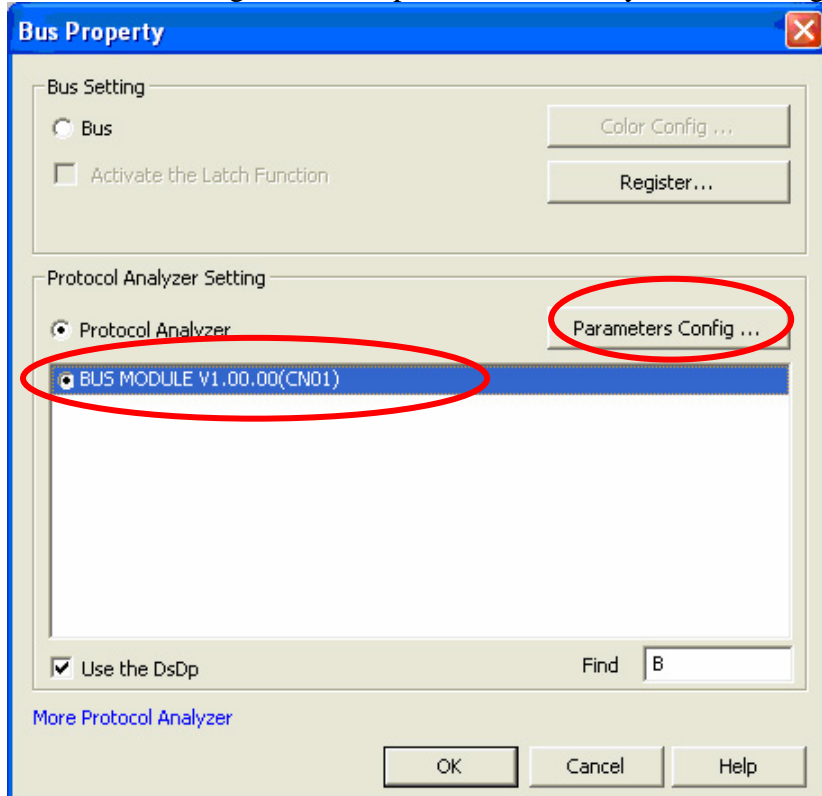 Bus Property
Bus Setting
Bus
Color Config ...
Activate the Latch Function
Register...
Protocol Analyzer Setting
Protocol Analyzer
Parameters Config ...
BUS MODULE V1.00.00(CN01)
Use the DsDp
Find B
More Protocol Analyzer
OK Cancel Help